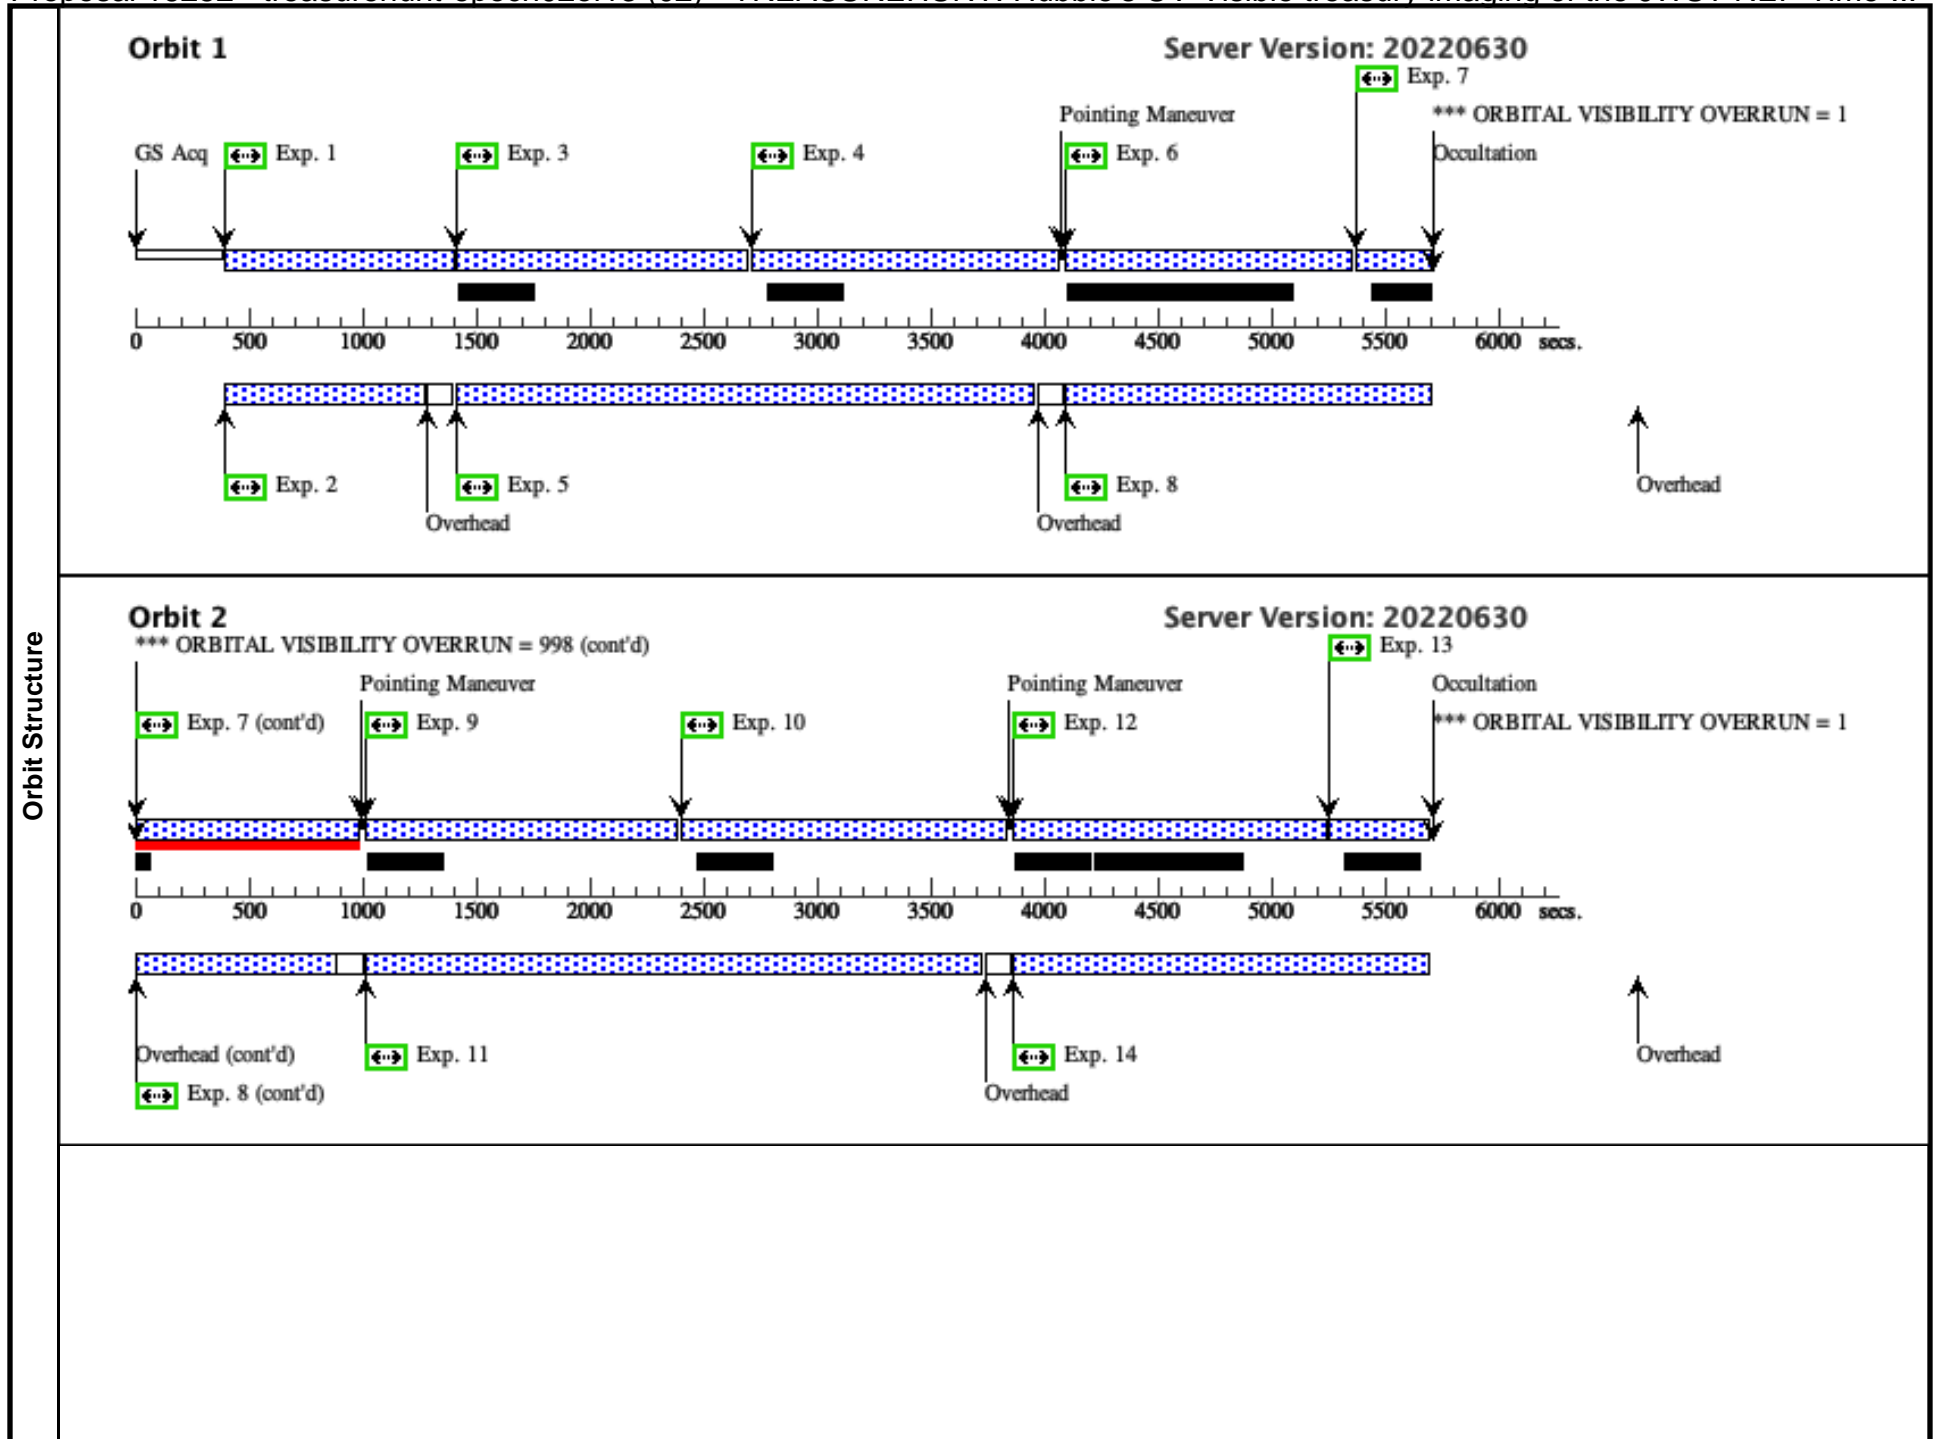 Orbit Structure
Orbit 1 Server Version: 20220630
Exp. 7
Pointing Maneuver *** ORBITAL VISIBILITY OVERRUN = 1
GS Acq Exp. 1 Exp. 3 Exp. 4 Exp. 6 Occultation
0 500 1000 1500 2000 2500 3000 3500 4000 4500 5000 5500 6000 secs.
Exp. 2 Exp. 5 Exp. 8 Overhead
Overhead Overhead
Orbit 2 Server Version: 20220630
*** ORBITAL VISIBILITY OVERRUN = 998 (cont'd) Exp. 13
Pointing Maneuver Pointing Maneuver Occultation
Exp. 7 (cont'd) Exp. 9 Exp. 10 Exp. 12 *** ORBITAL VISIBILITY OVERRUN = 1
0 500 1000 1500 2000 2500 3000 3500 4000 4500 5000 5500 6000 secs.
Overhead (cont'd) Exp. 11 Exp. 14 Overhead
Exp. 8 (cont'd) Overhead